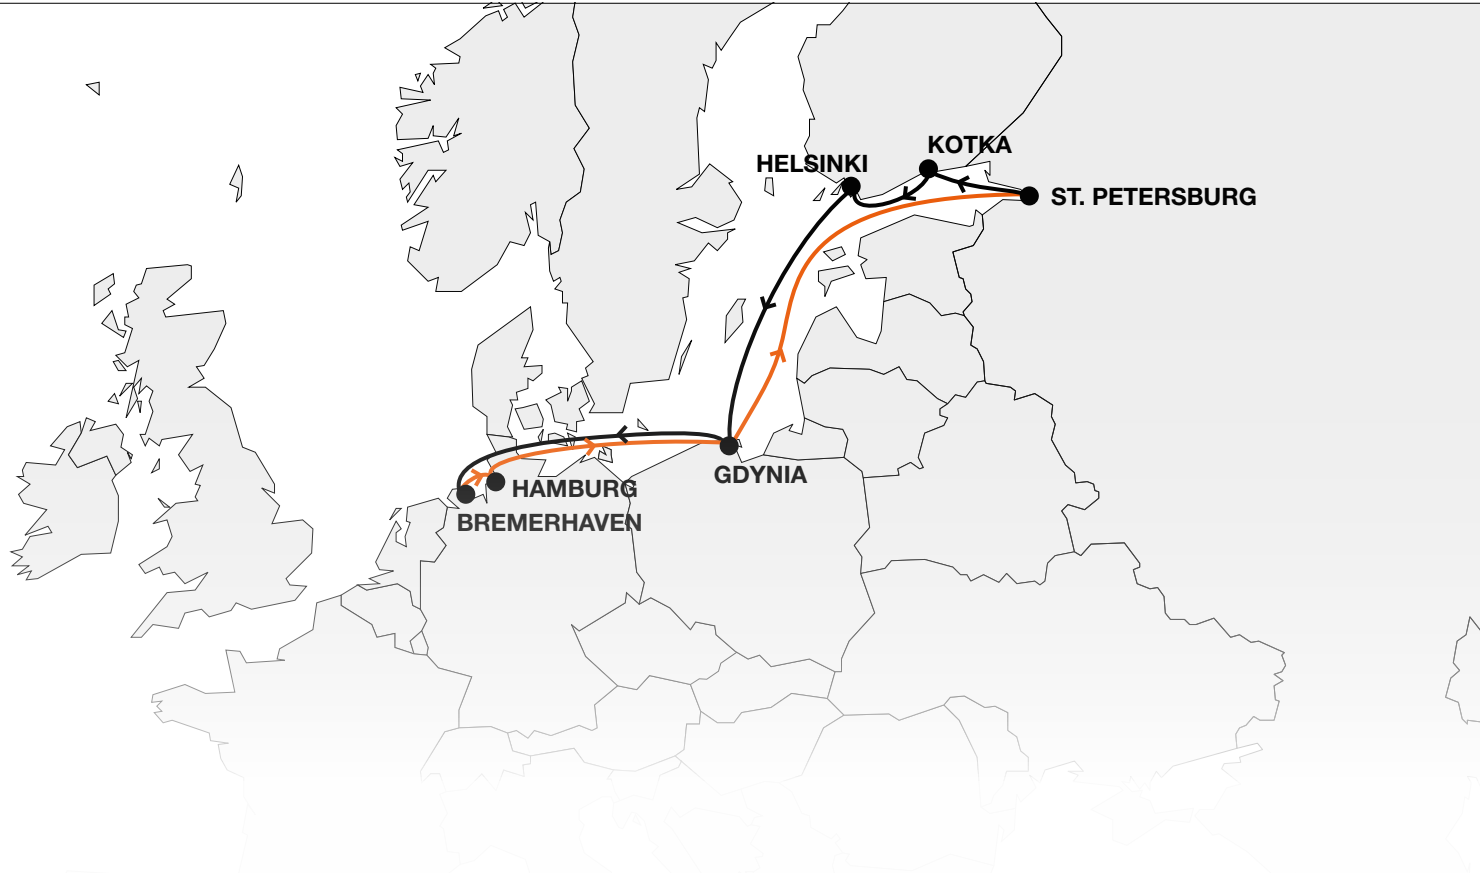 KOTKA
HELSINKI
ST. PETERSBURG
GDYNIA
HAMBURG
BREMERHAVEN